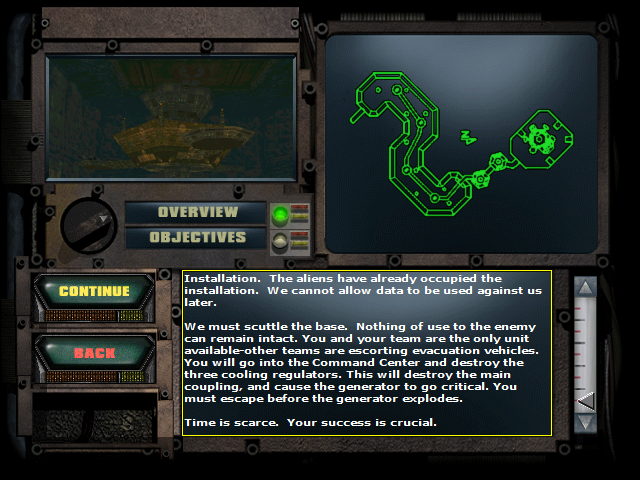 OVERVIEW
OBJECTIVES
CONTINUE
BACK
Installation.  The aliens have already occupied the
installation.  We cannot allow data to be used against us
later.
We must scuttle the base.  Nothing of use to the enemy
can remain intact. You and your team are the only unit
available-other teams are escorting evacuation vehicles.
You will go into the Command Center and destroy the
three cooling regulators. This will destroy the main
coupling, and cause the generator to go critical. You
must escape before the generator explodes.
Time is scarce.  Your success is crucial.